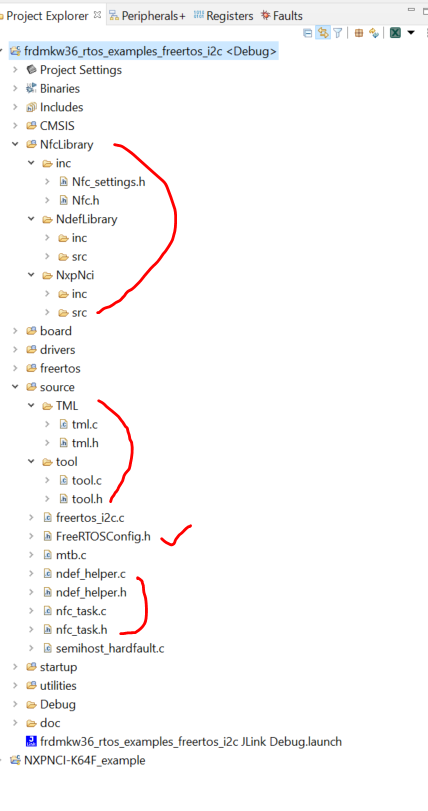 Project Explorer Peripherals+ Registers Faults
frdmkw36_rtos_examples_freertos_i2c <Debug>
Project Settings
Binaries
Includes
CMSIS
NfcLibrary
inc
Nfc_settings.h
Nfc.h
NdefLibrary
inc
src
NxpNci
inc
src
board
drivers
freertos
source
TML
tml.c
tml.h
tool
tool.c
tool.h
freertos_i2c.c
FreeRTOSConfig.h
mtb.c
ndef_helper.c
ndef_helper.h
nfc_task.c
nfc_task.h
semihost_hardfault.c
startup
utilities
Debug
doc
frdmkw36_rtos_examples_freertos_i2c JLink Debug.launch
NXPNCI-K64F_example